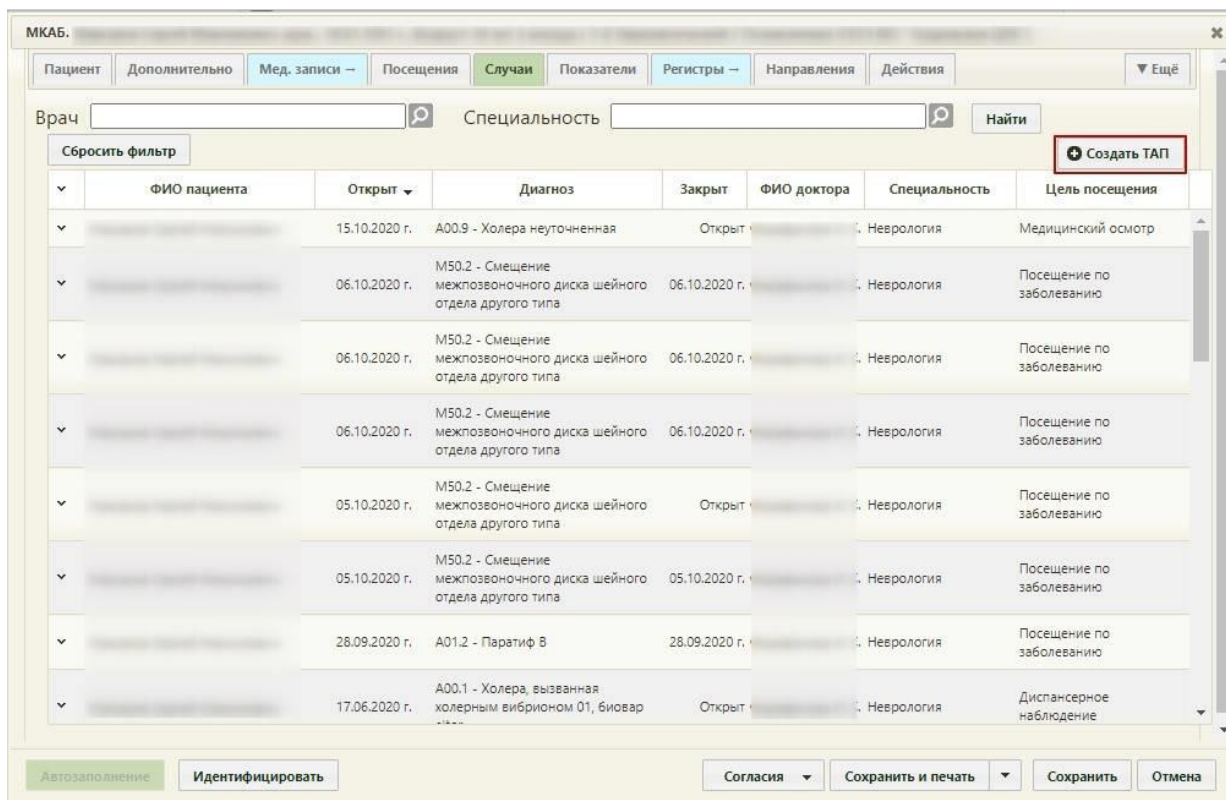 МКАБ.
Пациент Дополнительно Мед. записи → Посещения Случаи Показатели Регистры → Направления Действия ▼ Ещё
Врач Специальность Найти
Сбросить фильтр Создать ТАП
ФИО пациента Открыт Диагноз Закрыт ФИО доктора Специальность Цель посещения
15.10.2020 г. A00.9 - Холера неуточненная Открыт Неврология Медицинский осмотр
M50.2 - Смещение
06.10.2020 г. межпозвоночного диска шейного 06.10.2020 г. Неврология Посещение по
отдела другого типа заболеванию
M50.2 - Смещение
06.10.2020 г. межпозвоночного диска шейного 06.10.2020 г. Неврология Посещение по
отдела другого типа заболеванию
M50.2 - Смещение
06.10.2020 г. межпозвоночного диска шейного 06.10.2020 г. Неврология Посещение по
отдела другого типа заболеванию
M50.2 - Смещение
05.10.2020 г. межпозвоночного диска шейного Открыт Неврология Посещение по
отдела другого типа заболеванию
M50.2 - Смещение
05.10.2020 г. межпозвоночного диска шейного 05.10.2020 г. Неврология Посещение по
отдела другого типа заболеванию
28.09.2020 г. A01.2 - Паратиф B 28.09.2020 г. Неврология Посещение по
заболеванию
A00.1 - Холера, вызванная
17.06.2020 г. холерным вибрионом 01, биовар Открыт Неврология Диспансерное
наблюдение
Автозаполнение Идентифицировать Согласия Сохранить и печать Сохранить Отмена